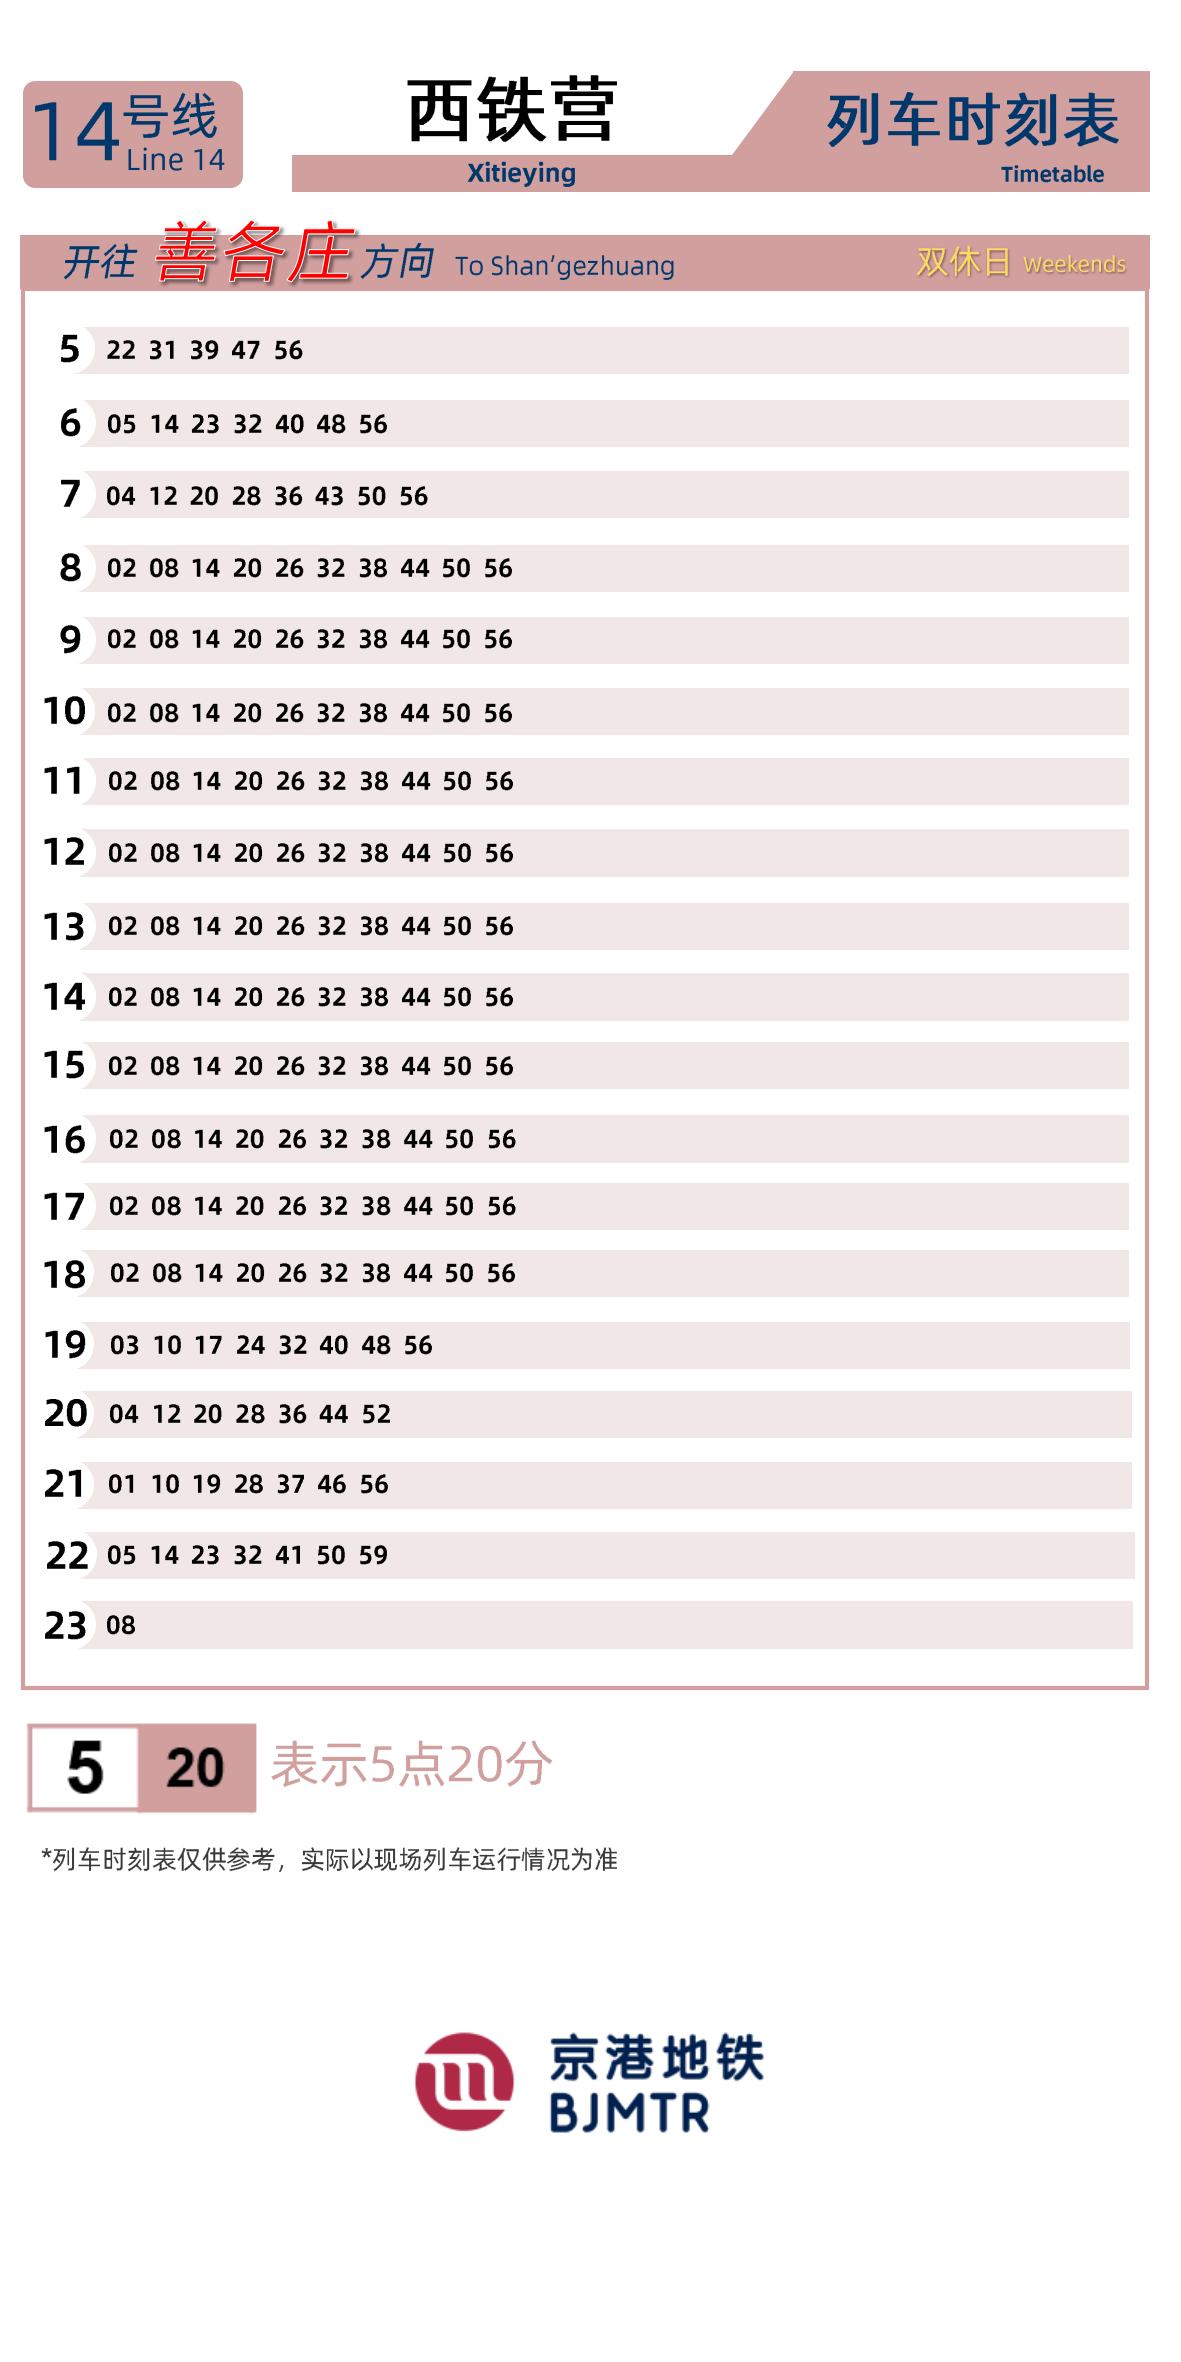 14号线
Line 14
西铁营
Xitieying
列车时刻表
Timetable
开往 善各庄 方向 To Shan'gezhuang 双休日 Weekends
5 22 31 39 47 56
6 05 14 23 32 40 48 56
7 04 12 20 28 36 43 50 56
8 02 08 14 20 26 32 38 44 50 56
9 02 08 14 20 26 32 38 44 50 56
10 02 08 14 20 26 32 38 44 50 56
11 02 08 14 20 26 32 38 44 50 56
12 02 08 14 20 26 32 38 44 50 56
13 02 08 14 20 26 32 38 44 50 56
14 02 08 14 20 26 32 38 44 50 56
15 02 08 14 20 26 32 38 44 50 56
16 02 08 14 20 26 32 38 44 50 56
17 02 08 14 20 26 32 38 44 50 56
18 02 08 14 20 26 32 38 44 50 56
19 03 10 17 24 32 40 48 56
20 04 12 20 28 36 44 52
21 01 10 19 28 37 46 56
22 05 14 23 32 41 50 59
23 08
5 20 表示5点20分
*列车时刻表仅供参考，实际以现场列车运行情况为准
京港地铁
BJMTR